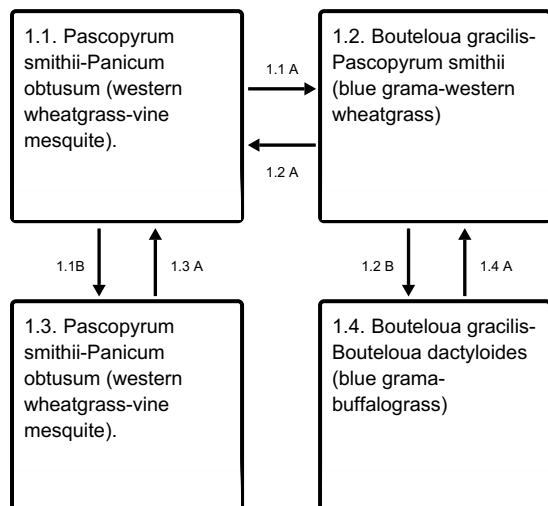 1.1. Pascopyrum
smithii-Panicum
obtusum (western
wheatgrass-vine
mesquite).
1.1 A
1.2. Bouteloua gracilis-
Pascopyrum smithii
(blue grama-western
wheatgrass)
1.2 A
1.1B
1.3 A
1.2 B
1.4 A
1.3. Pascopyrum
smithii-Panicum
obtusum (western
wheatgrass-vine
mesquite).
1.4. Bouteloua gracilis-
Bouteloua dactyloides
(blue grama-
buffalograss)